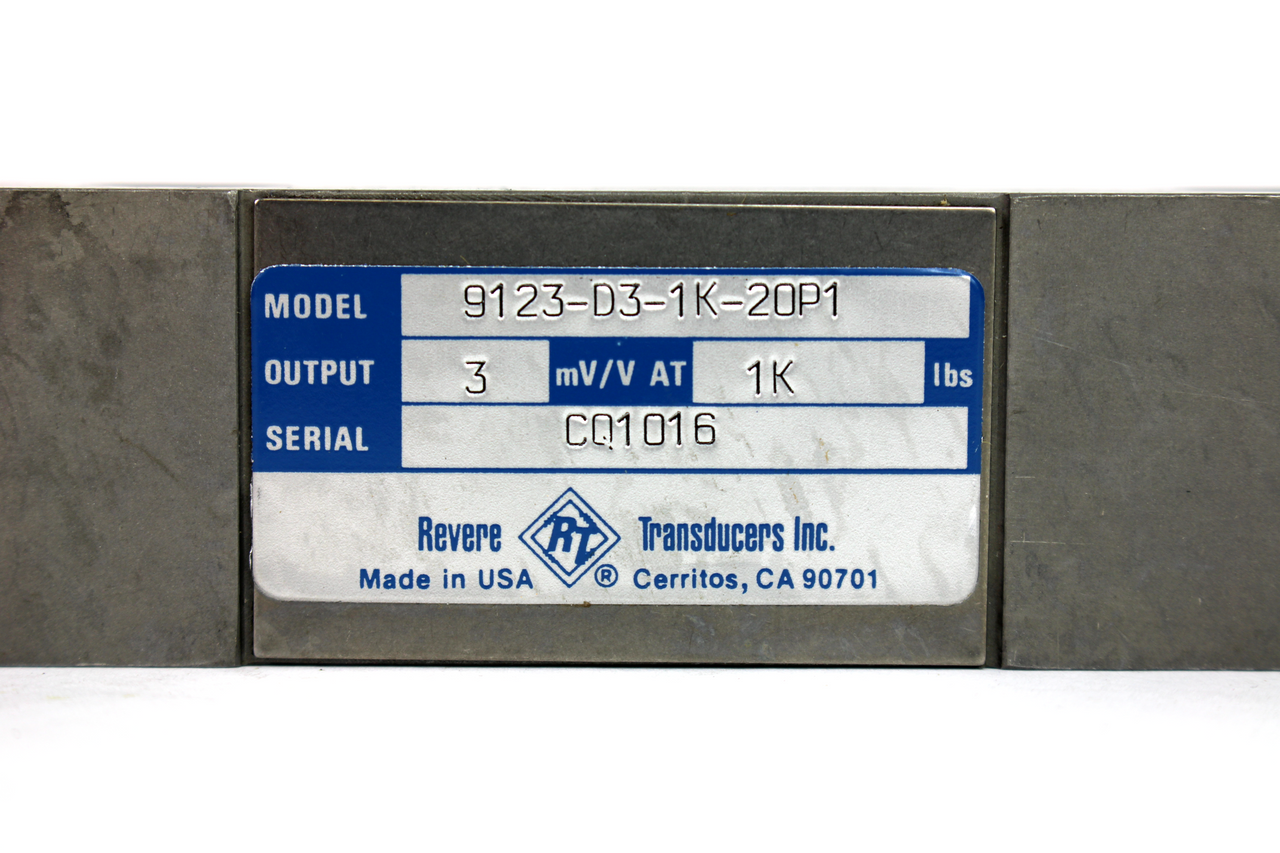 MODEL 9123-D3-1K-20P1
OUTPUT 3 mV/V AT 1K lbs
SERIAL CQ1016
Revere RT Transducers Inc.
Made in USA ® Cerritos, CA 90701